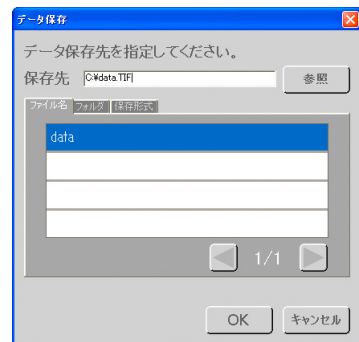 データ保存
データ保存先を指定してください。
保存先 C:¥data.TIF 参照
ファイル名 フォルダ 保存形式
data
1/1
OK キャンセル